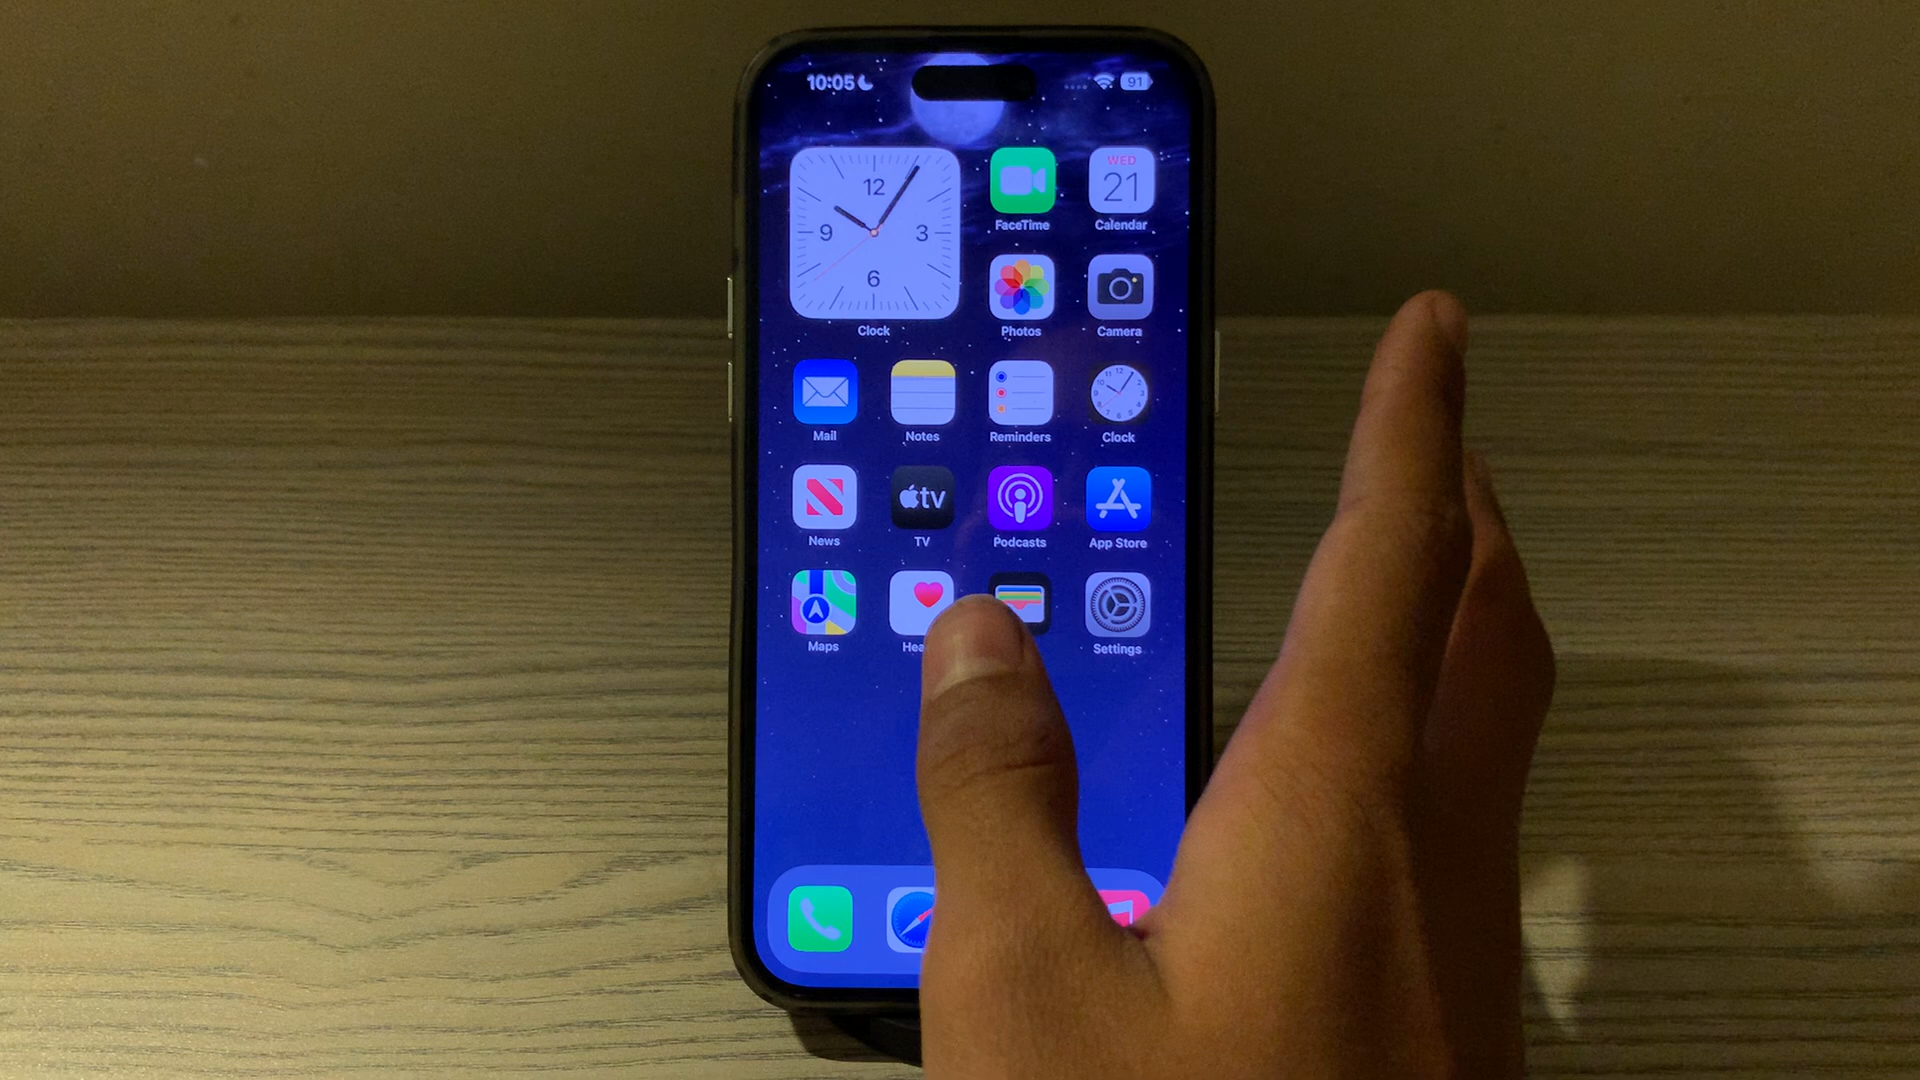 10:05
91
12
9
3
6
Clock
FaceTime
WED
21
Calendar
Photos
Camera
Mail
Notes
Reminders
Clock
News
tv
TV
Podcasts
App Store
Maps
Hea
Settings